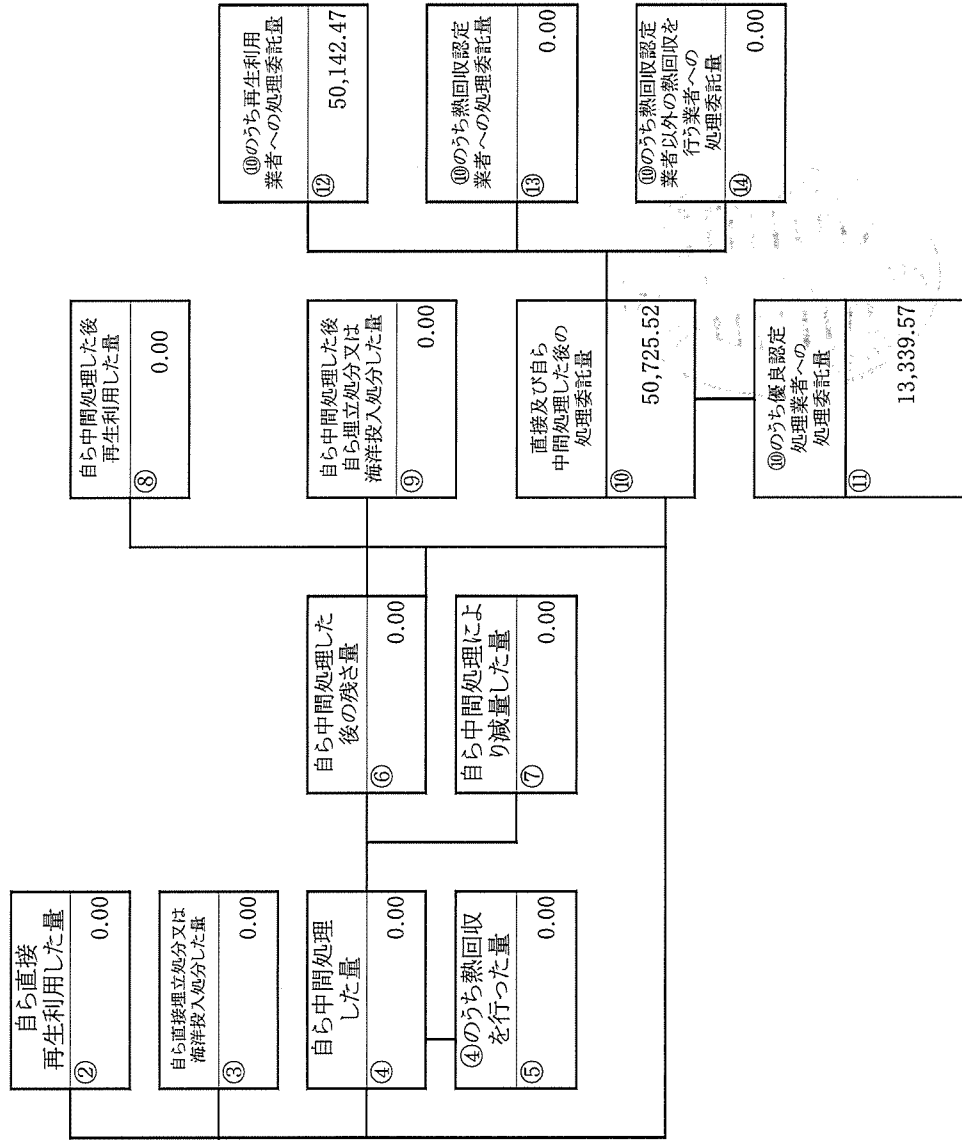 自ら直接
再生利用した量
②
0.00
自ら直接埋立処分又は
海洋投入処分した量
③
0.00
自ら中間処理
した量
④
0.00
④のうち熱回収
を行った量
⑤
0.00
自ら中間処理した
後の残さ量
⑥
0.00
自ら中間処理によ
り減量した量
⑦
0.00
自ら中間処理した後
再生利用した量
⑧
0.00
自ら中間処理した後
自ら埋立処分又は
海洋投入処分した量
⑨
0.00
直接及び自ら
中間処理した後の
処理委託量
⑩
50,725.52
⑩のうち優良認定
処理業者への
処理委託量
⑪
13,339.57
⑩のうち再生利用
業者への処理委託量
⑫
50,142.47
⑩のうち熱回収認定
業者への処理委託量
⑬
0.00
⑩のうち熱回収認定
業者以外の熱回収を
行う業者への
処理委託量
⑭
0.00